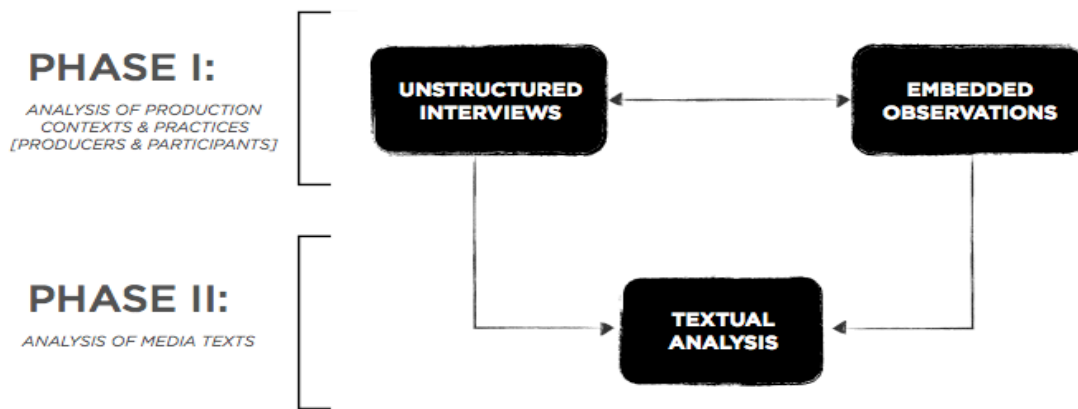 PHASE I:
ANALYSIS OF PRODUCTION
CONTEXTS & PRACTICES
[PRODUCERS & PARTICIPANTS]
UNSTRUCTURED
INTERVIEWS
EMBEDDED
OBSERVATIONS
PHASE II:
ANALYSIS OF MEDIA TEXTS
TEXTUAL
ANALYSIS